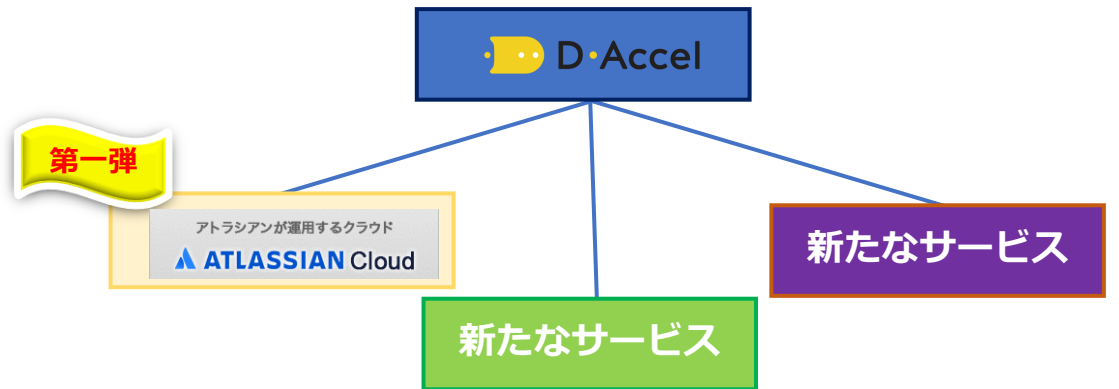 D・Accel
第一弾
アトラシアンが運用するクラウド
ATLASSIAN Cloud
新たなサービス
新たなサービス